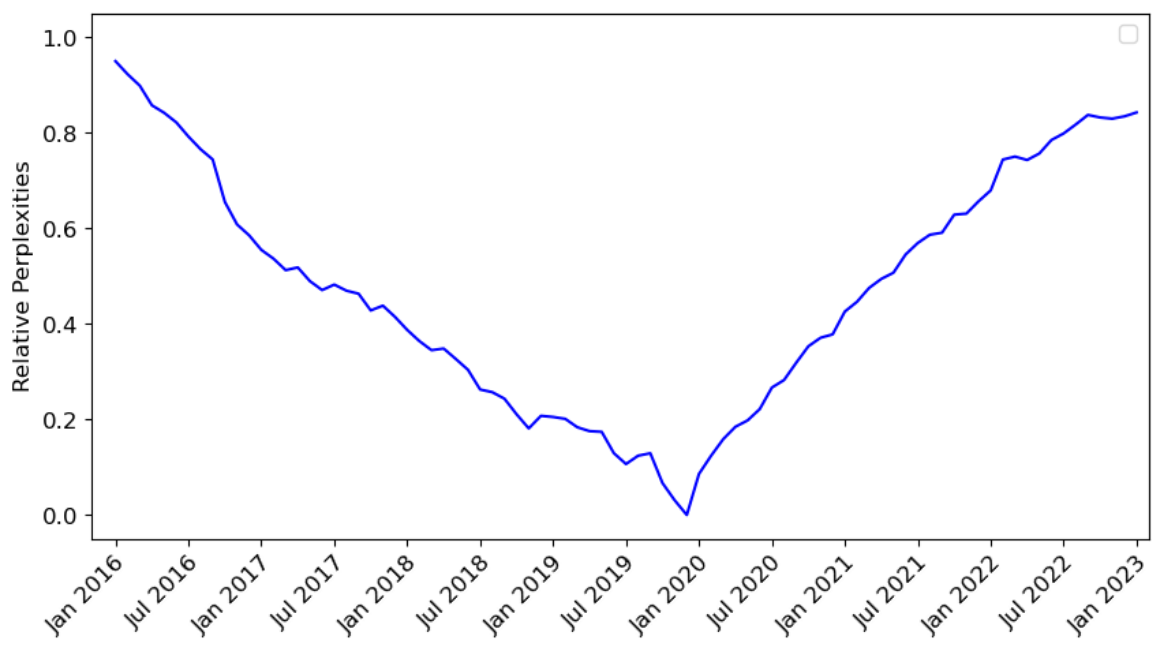 Relative Perplexities
1.0
0.8
0.6
0.4
0.2
0.0
Jan 2016
Jul 2016
Jan 2017
Jul 2017
Jan 2018
Jul 2018
Jan 2019
Jul 2019
Jan 2020
Jul 2020
Jan 2021
Jul 2021
Jan 2022
Jul 2022
Jan 2023